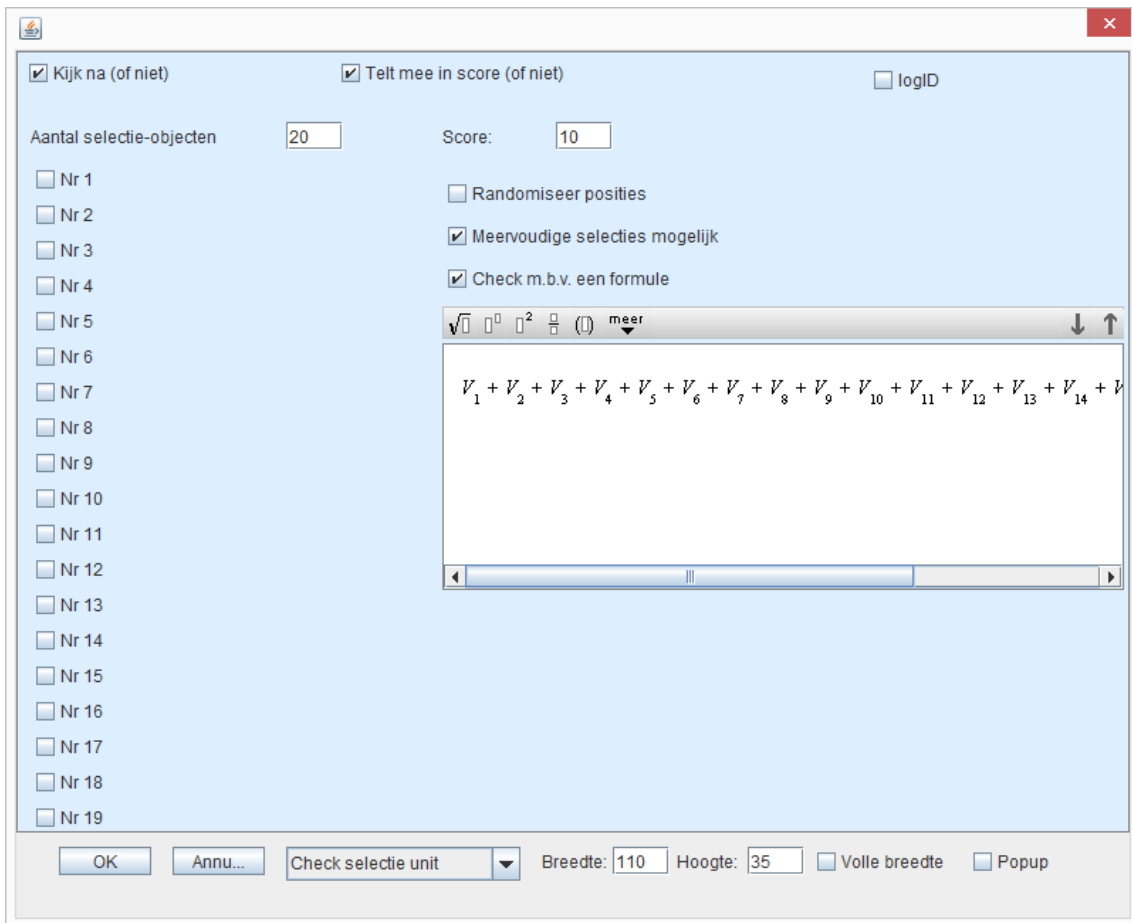 Kijk na (of niet) Telt mee in score (of niet) logID
Aantal selectie-objecten 20 Score: 10
Nr 1
Randomiseer posities
Nr 2
Meervoudige selecties mogelijk
Nr 3
Check m.b.v. een formule
Nr 4
Nr 5
meer
Nr 6
Nr 7
V₁ + V₂ + V₃ + V₄ + V₅ + V₆ + V₇ + V₈ + V₉ + V₁₀ + V₁₁ + V₁₂ + V₁₃ + V₁₄ +
Nr 8
Nr 9
Nr 10
Nr 11
Nr 12
Nr 13
Nr 14
Nr 15
Nr 16
Nr 17
Nr 18
Nr 19
OK Annu... Check selectie unit Breedte: 110 Hoogte: 35 Volle breedte Popup